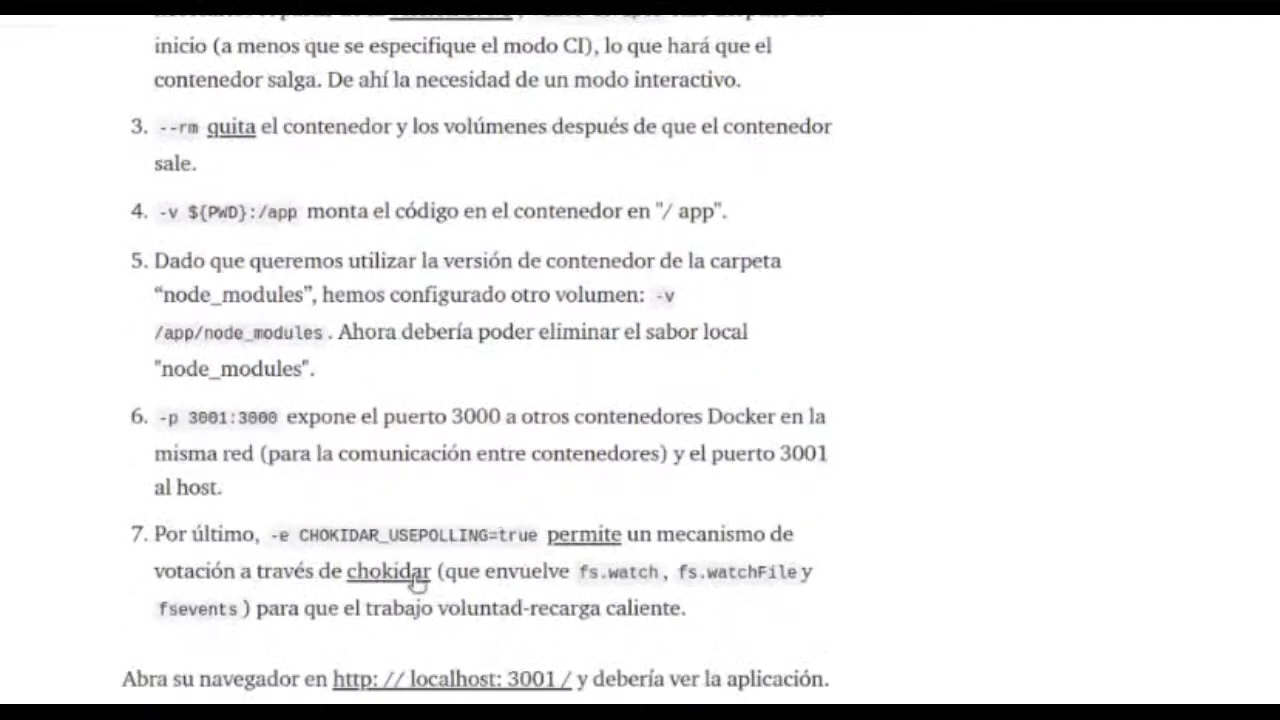 inicio (a menos que se especifique el modo CI), lo que hará que el
contenedor salga. De ahí la necesidad de un modo interactivo.
3. --rm quita el contenedor y los volúmenes después de que el contenedor
sale.
4. -v ${PWD}:/app monta el código en el contenedor en "/ app".
5. Dado que queremos utilizar la versión de contenedor de la carpeta
“node_modules”, hemos configurado otro volumen: -v
/app/node_modules . Ahora debería poder eliminar el sabor local
"node_modules".
6. -p 3001:3000 expone el puerto 3000 a otros contenedores Docker en la
misma red (para la comunicación entre contenedores) y el puerto 3001
al host.
7. Por último, -e CHOKIDAR_USEPOLLING=true permite un mecanismo de
votación a través de chokidar (que envuelve fs.watch , fs.watchFile y
fsevents ) para que el trabajo voluntad-recarga caliente.
Abra su navegador en http: // localhost: 3001 / y debería ver la aplicación.